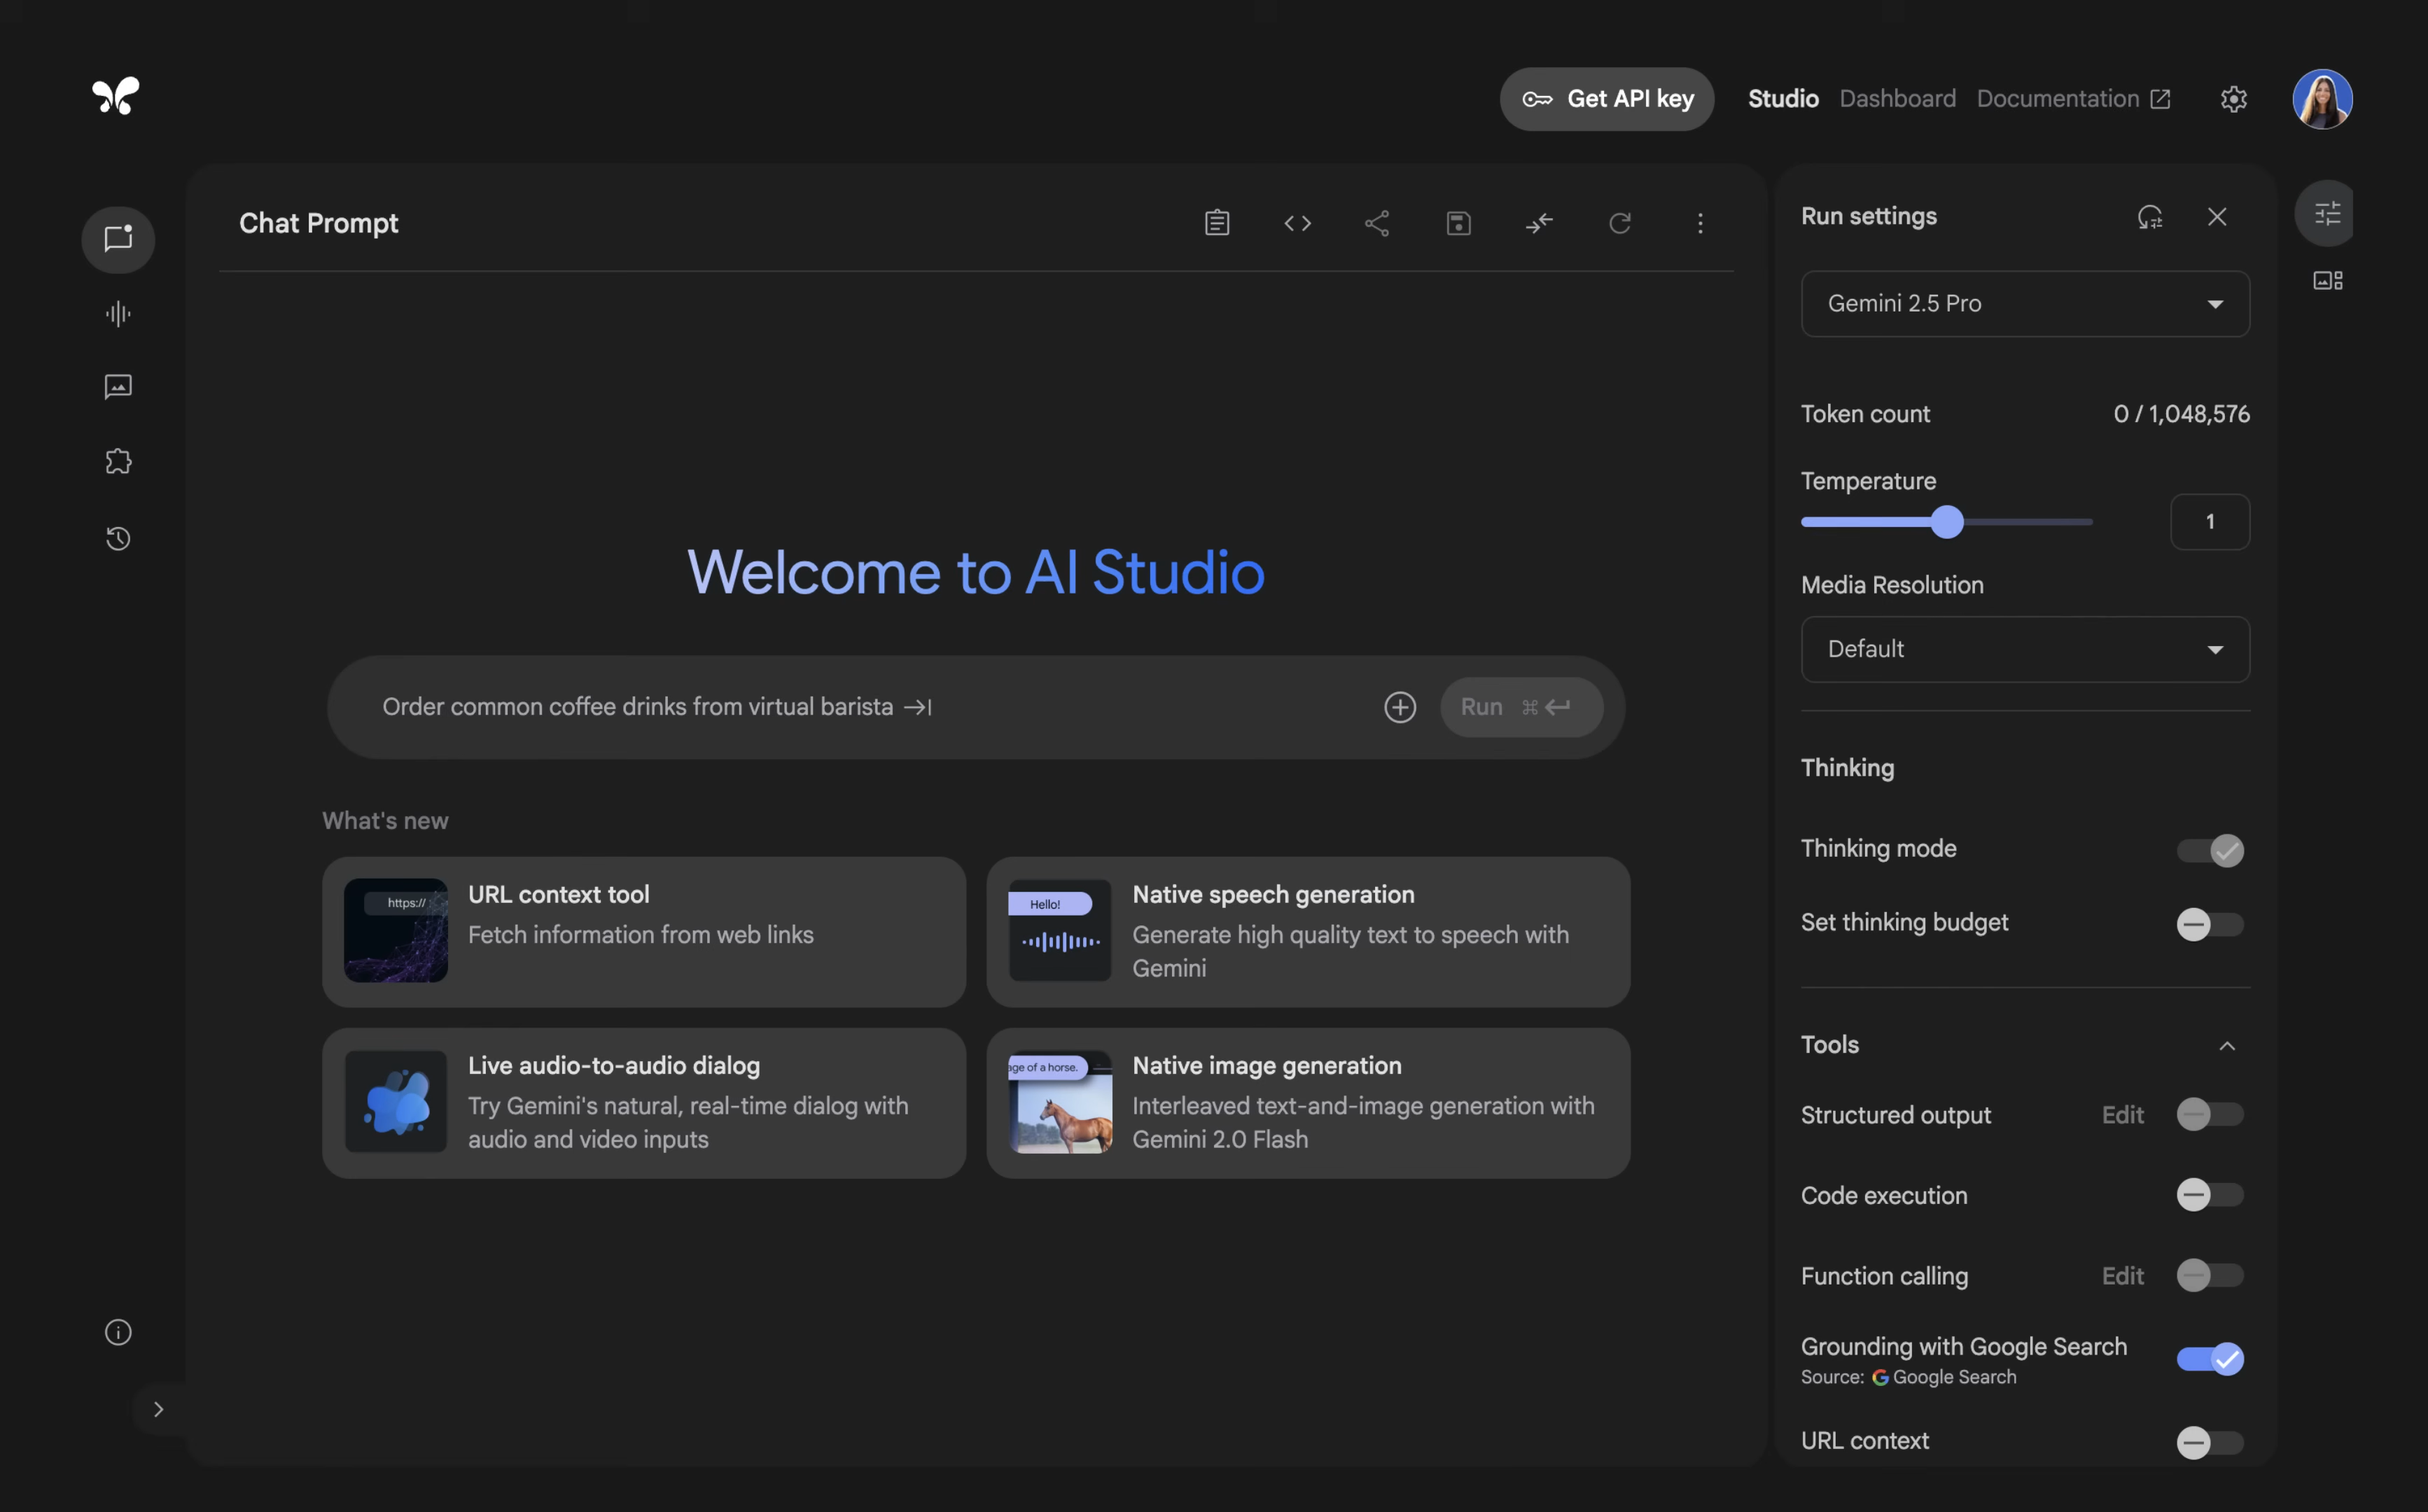 Get API key
Studio
Dashboard
Documentation
Chat Prompt
Welcome to AI Studio
Order common coffee drinks from virtual barista
Run ⌘
What's new
https://
URL context tool
Fetch information from web links
Hello!
Native speech generation
Generate high quality text to speech with
Gemini
Live audio-to-audio dialog
Try Gemini's natural, real-time dialog with
audio and video inputs
age of a horse.
Native image generation
Interleaved text-and-image generation with
Gemini 2.0 Flash
Run settings
Gemini 2.5 Pro
Token count 0 / 1,048,576
Temperature
1
Media Resolution
Default
Thinking
Thinking mode
Set thinking budget
Tools
Structured output Edit
Code execution
Function calling Edit
Grounding with Google Search
Source: G Google Search
URL context